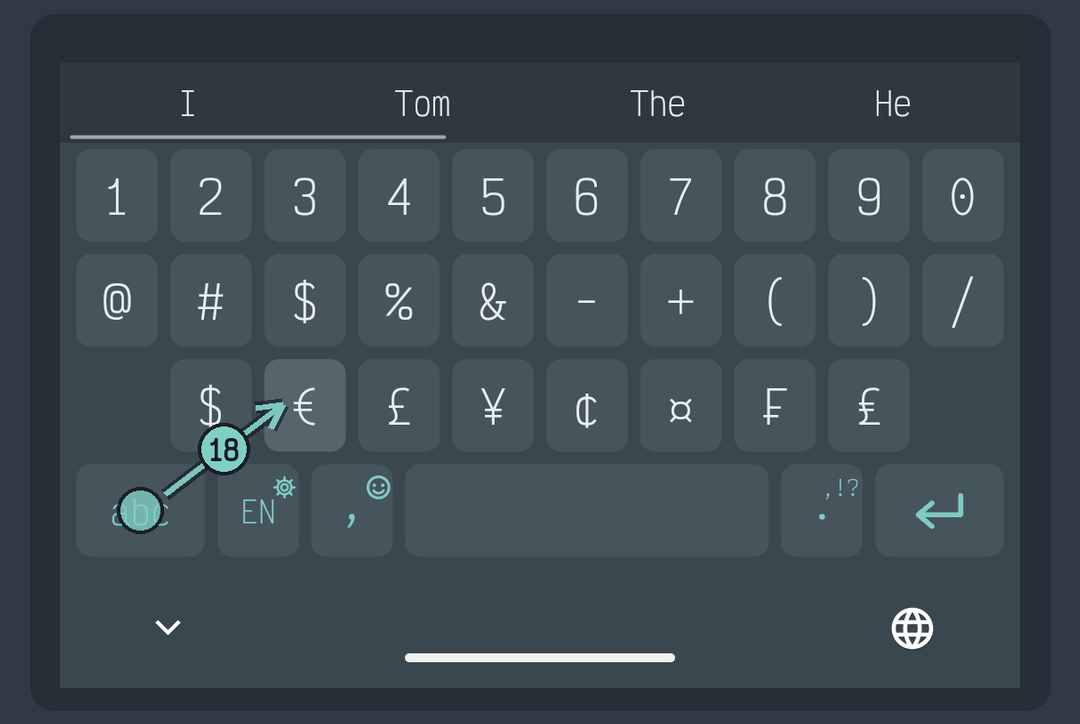 I Tom The He
1 2 3 4 5 6 7 8 9 0
@ # $ % & - + ( ) /
$ € £ ¥ ¢ ¤ ₣ ₤
18
abc EN , . ,!?